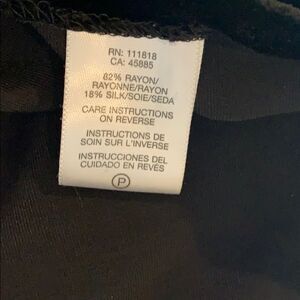 RN: 111818
CA: 45885
82% RAYON/
RAYONNE/RAYON
18% SILK/SOIE/SEDA
CARE INSTRUCTIONS
ON REVERSE
INSTRUCTIONS DE
SOIN SUR L'INVERSE
INSTRUCCIONES DEL
CUIDADO EN REVÉS
P